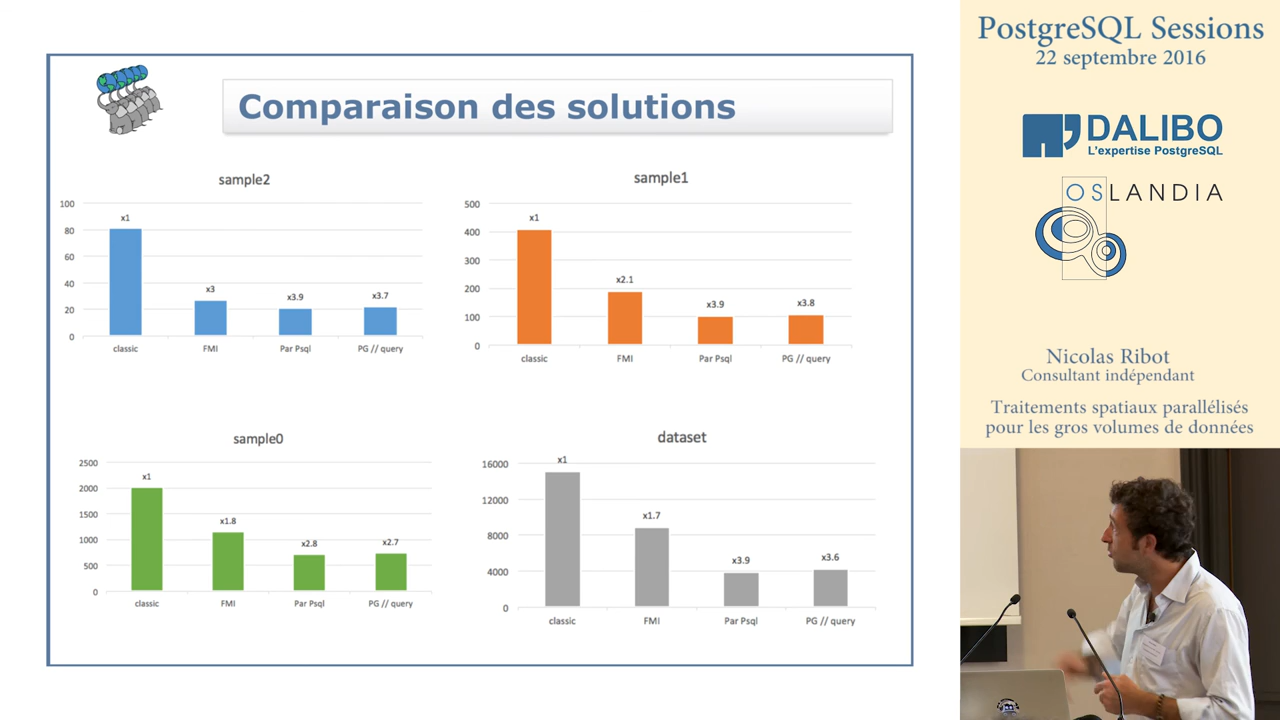 Comparaison des solutions
sample2
100
80
60
40
20
0
x1
x3
x3.9
x3.7
classic
FMI
Par Psql
PG // query
sample1
500
400
300
200
100
0
x1
x2.1
x3.9
x3.8
classic
FMI
Par Psql
PG // query
sample0
2500
2000
1500
1000
500
0
x1
x1.8
x2.8
x2.7
classic
FMI
Par Psql
PG // query
dataset
16000
12000
8000
4000
0
x1
x1.7
x3.9
x3.6
classic
FMI
Par Psql
PG // query
PostgreSQL Sessions
22 septembre 2016
DALIBO
L'expertise PostgreSQL
OSLANDIA
Nicolas Ribot
Consultant indépendant
Traitements spatiaux parallélisés
pour les gros volumes de données